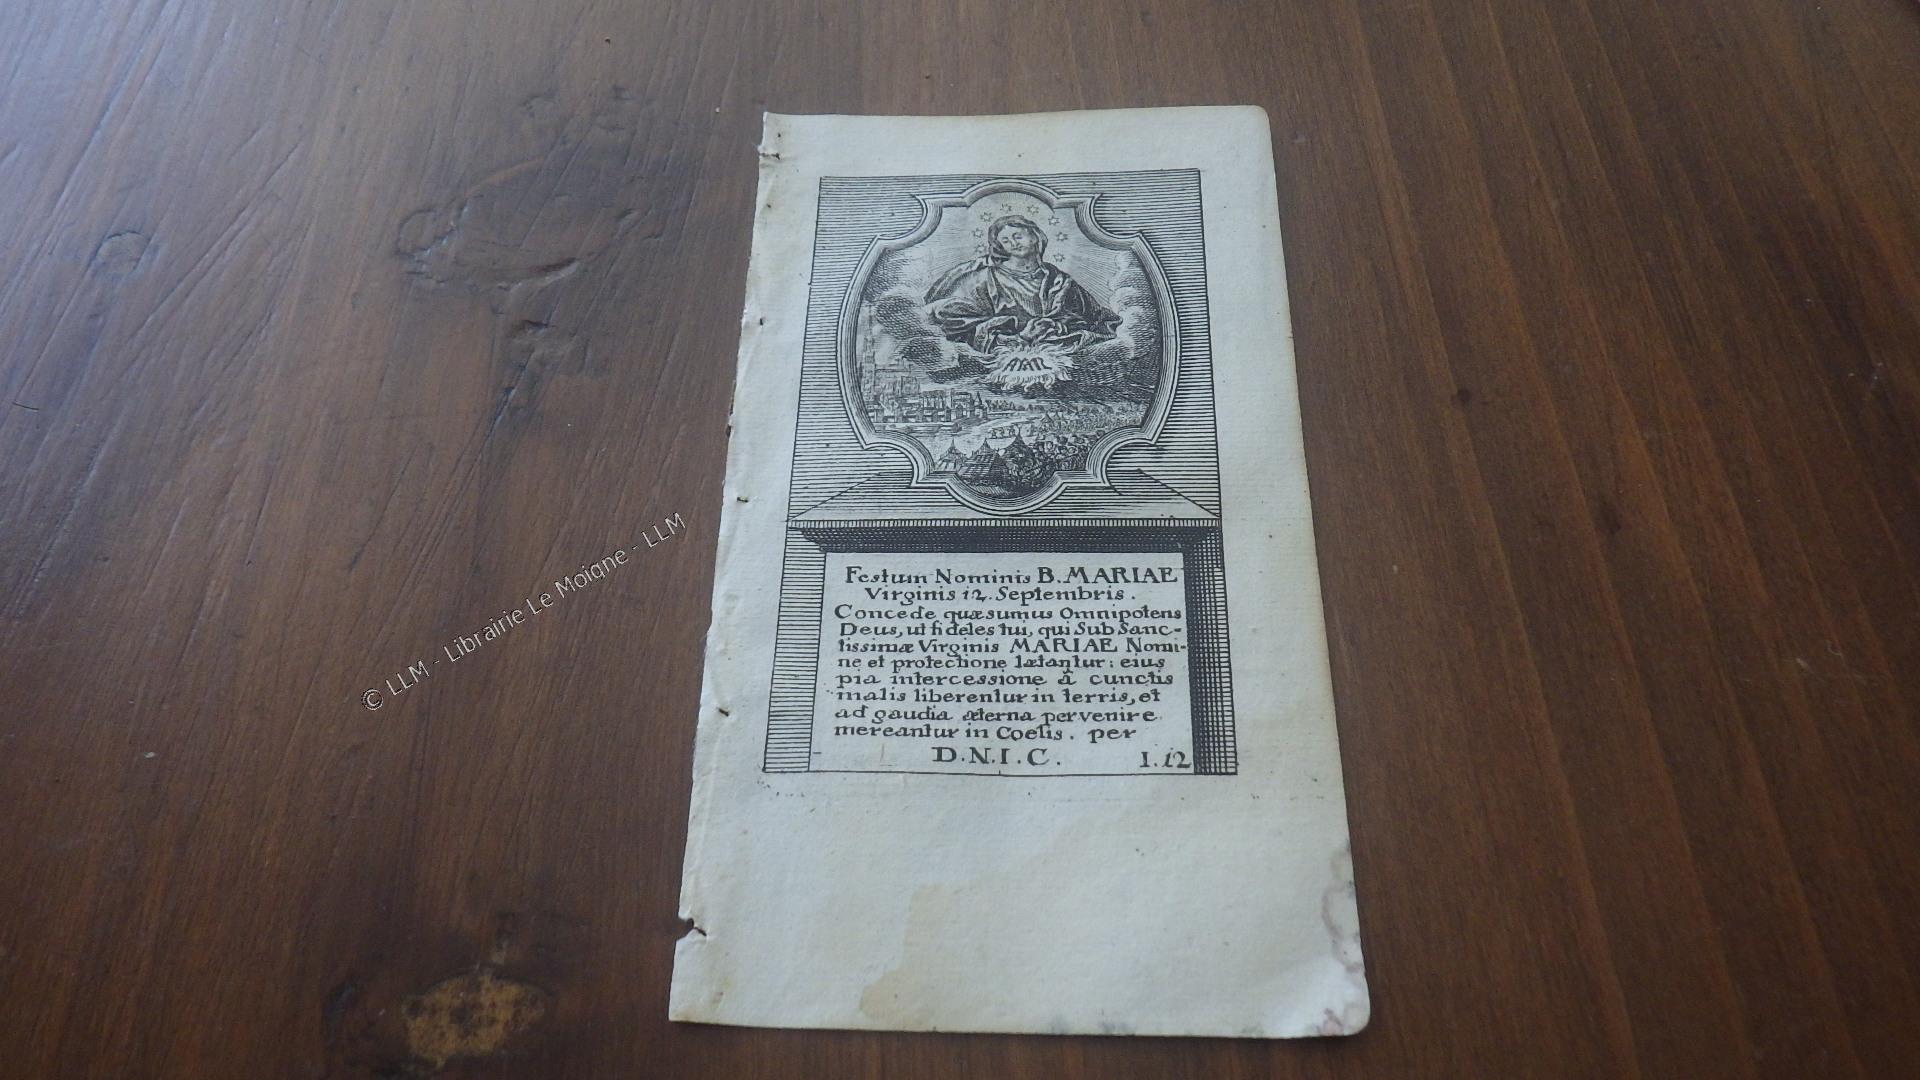 Festum Nominis B. MARIAE
Virginis 12. Septembris.
Concede quæsumus Omnipotens
Deus, ut fideles tui, qui Sub Sanc-
tissimæ Virginis MARIAE Nomi-
ne et protectione lætantur: eius
pia intercessione â cunctis
malis liberentur in terris, et
ad gaudia æterna pervenire
mereantur in Coelis. per
D.N.I.C. I.12
© LLM - Librairie Le Moigne - LLM